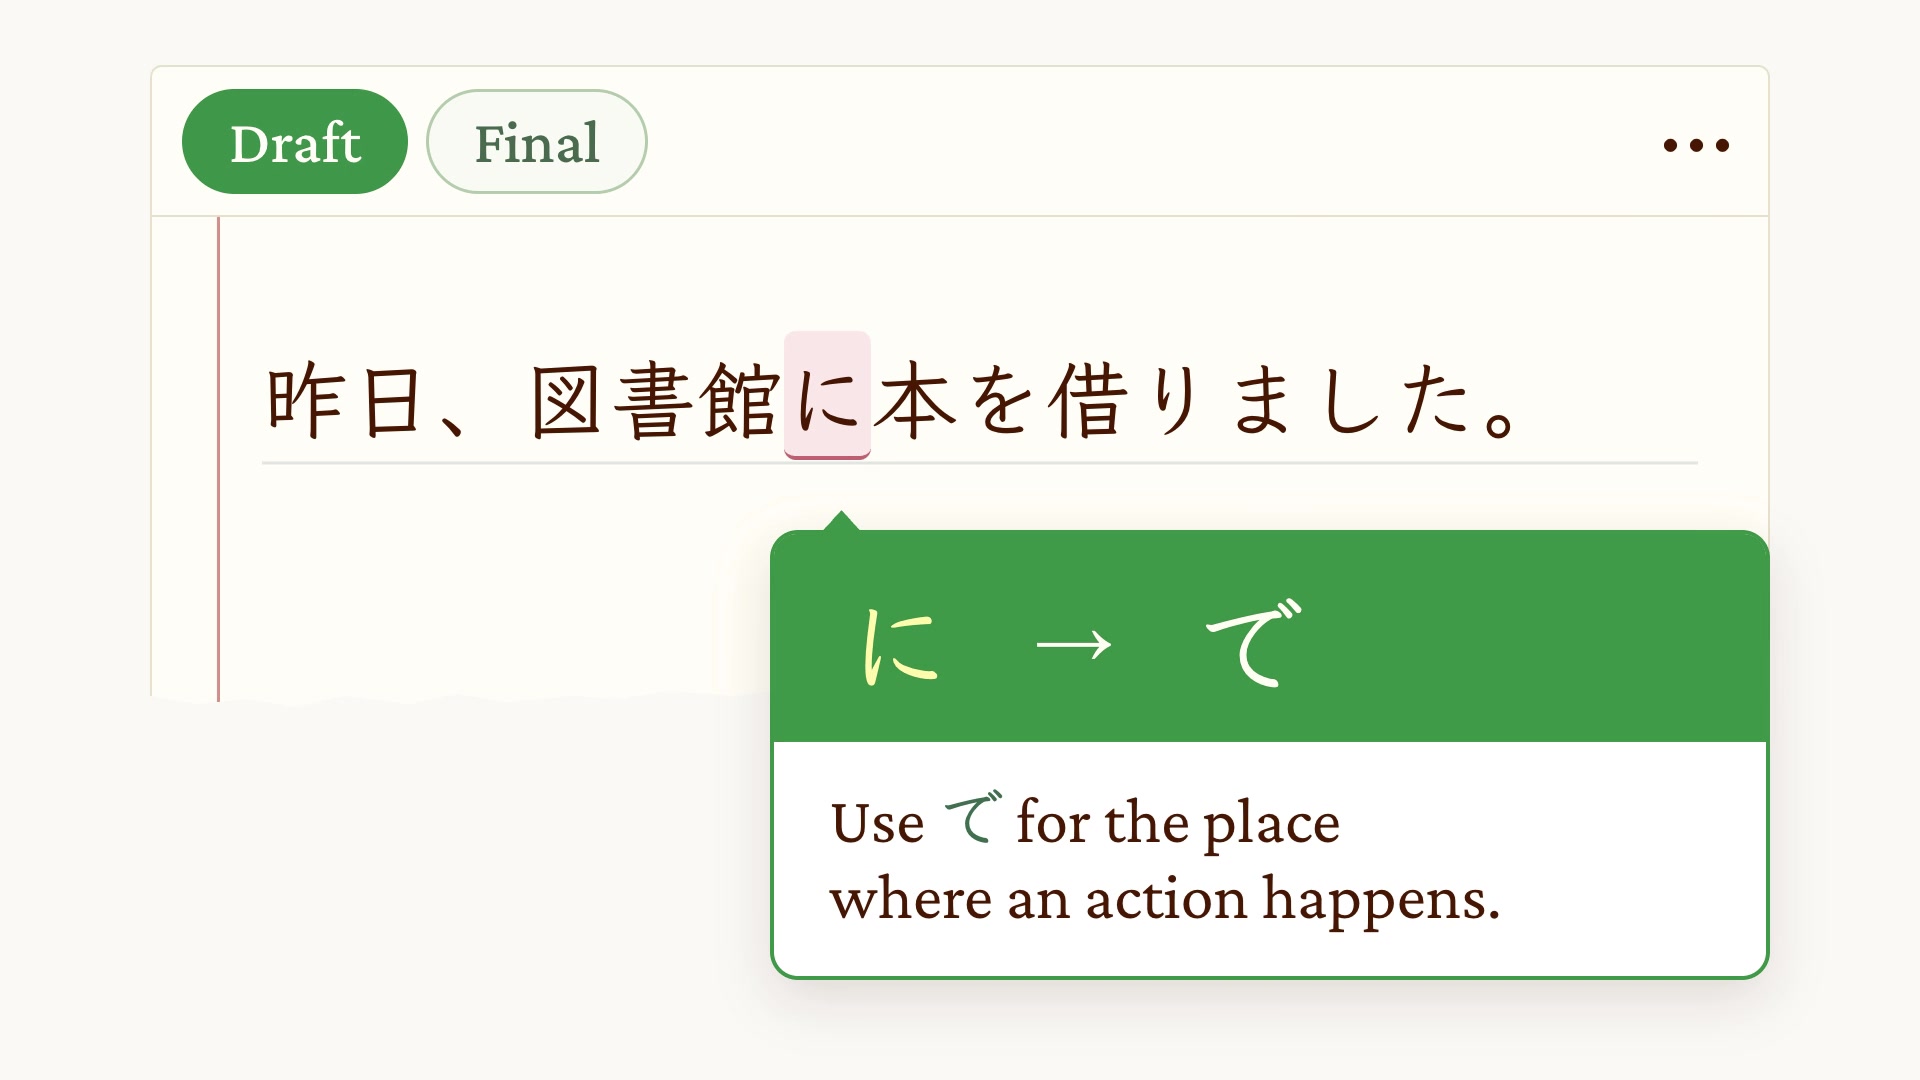 Draft
Final
昨日、図書館に本を借りました。
に → で
Use で for the place
where an action happens.